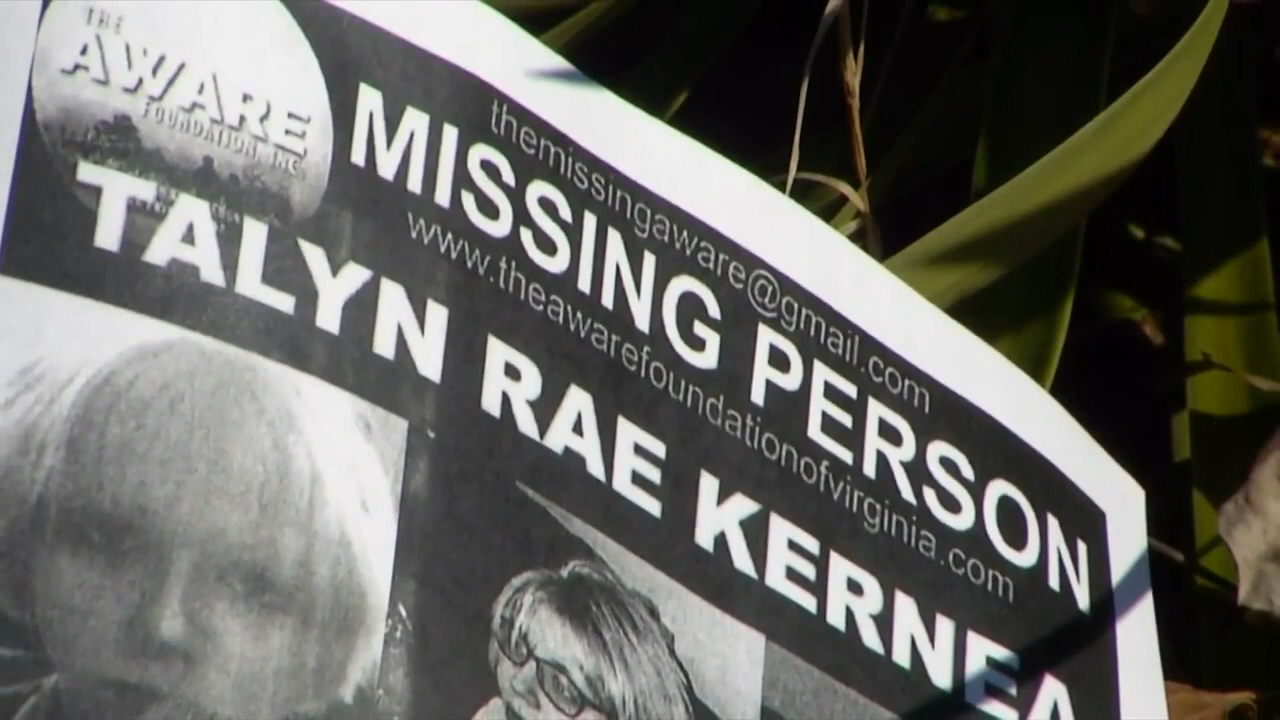 THE
AWARE
FOUNDATION, INC.
themissingaware@gmail.com
MISSING PERSON
www.theawarefoundationofvirginia.com
TALYN RAE KERNEA